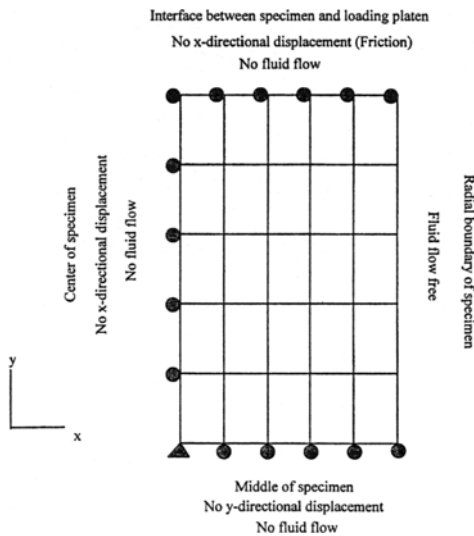 Interface between specimen and loading platen
No x-directional displacement (Friction)
No fluid flow
Center of specimen
No x-directional displacement
No fluid flow
Fluid flow free
Radial boundary of specimen
y
x
Middle of specimen
No y-directional displacement
No fluid flow